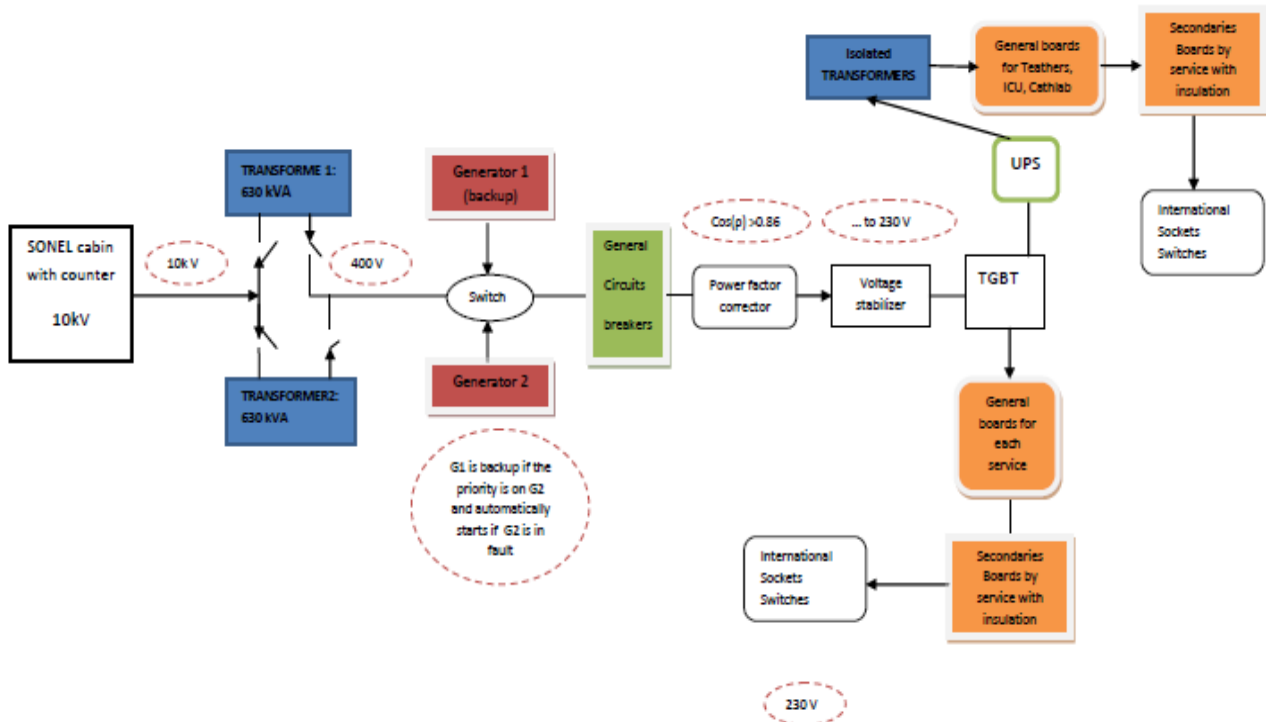 Isolated
TRANSFORMERS
General boards
for Teathers,
ICU, Cathlab
Secondaries
Boards by
service with
insulation
UPS
International
Sockets
Switches
TRANSFORME 1:
630 kVA
Generator 1
(backup)
SONEL cabin
with counter
10kV
10k V
400 V
Switch
General
Circuits
breakers
Cos(p) >0.86
... to 230 V
Power factor
corrector
Voltage
stabilizer
TGBT
TRANSFORMER2:
630 kVA
Generator 2
G1 is backup if the
priority is on G2
and automatically
starts if G2 is in
fault
General
boards for
each
service
International
Sockets
Switches
Secondaries
Boards by
service with
insulation
230 V